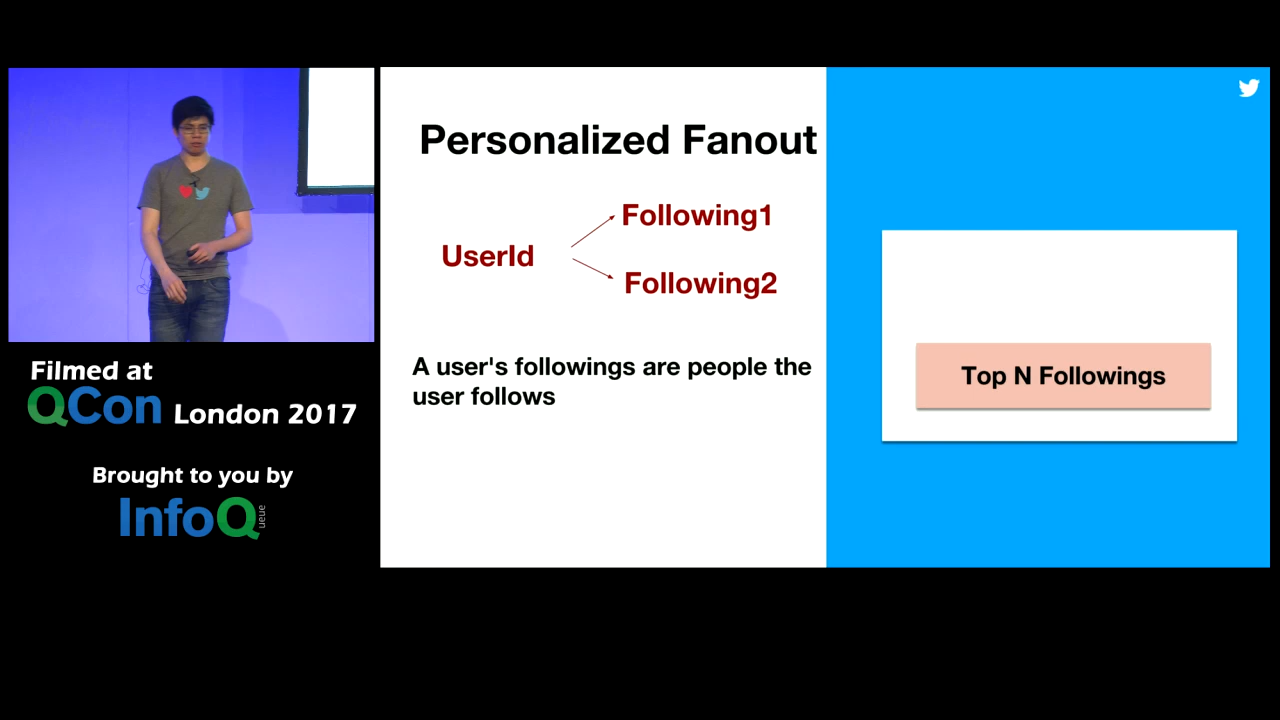 Personalized Fanout
UserId
Following1
Following2
A user's followings are people the
user follows
Top N Followings
Filmed at
QCon London 2017
Brought to you by
InfoQ
ueue